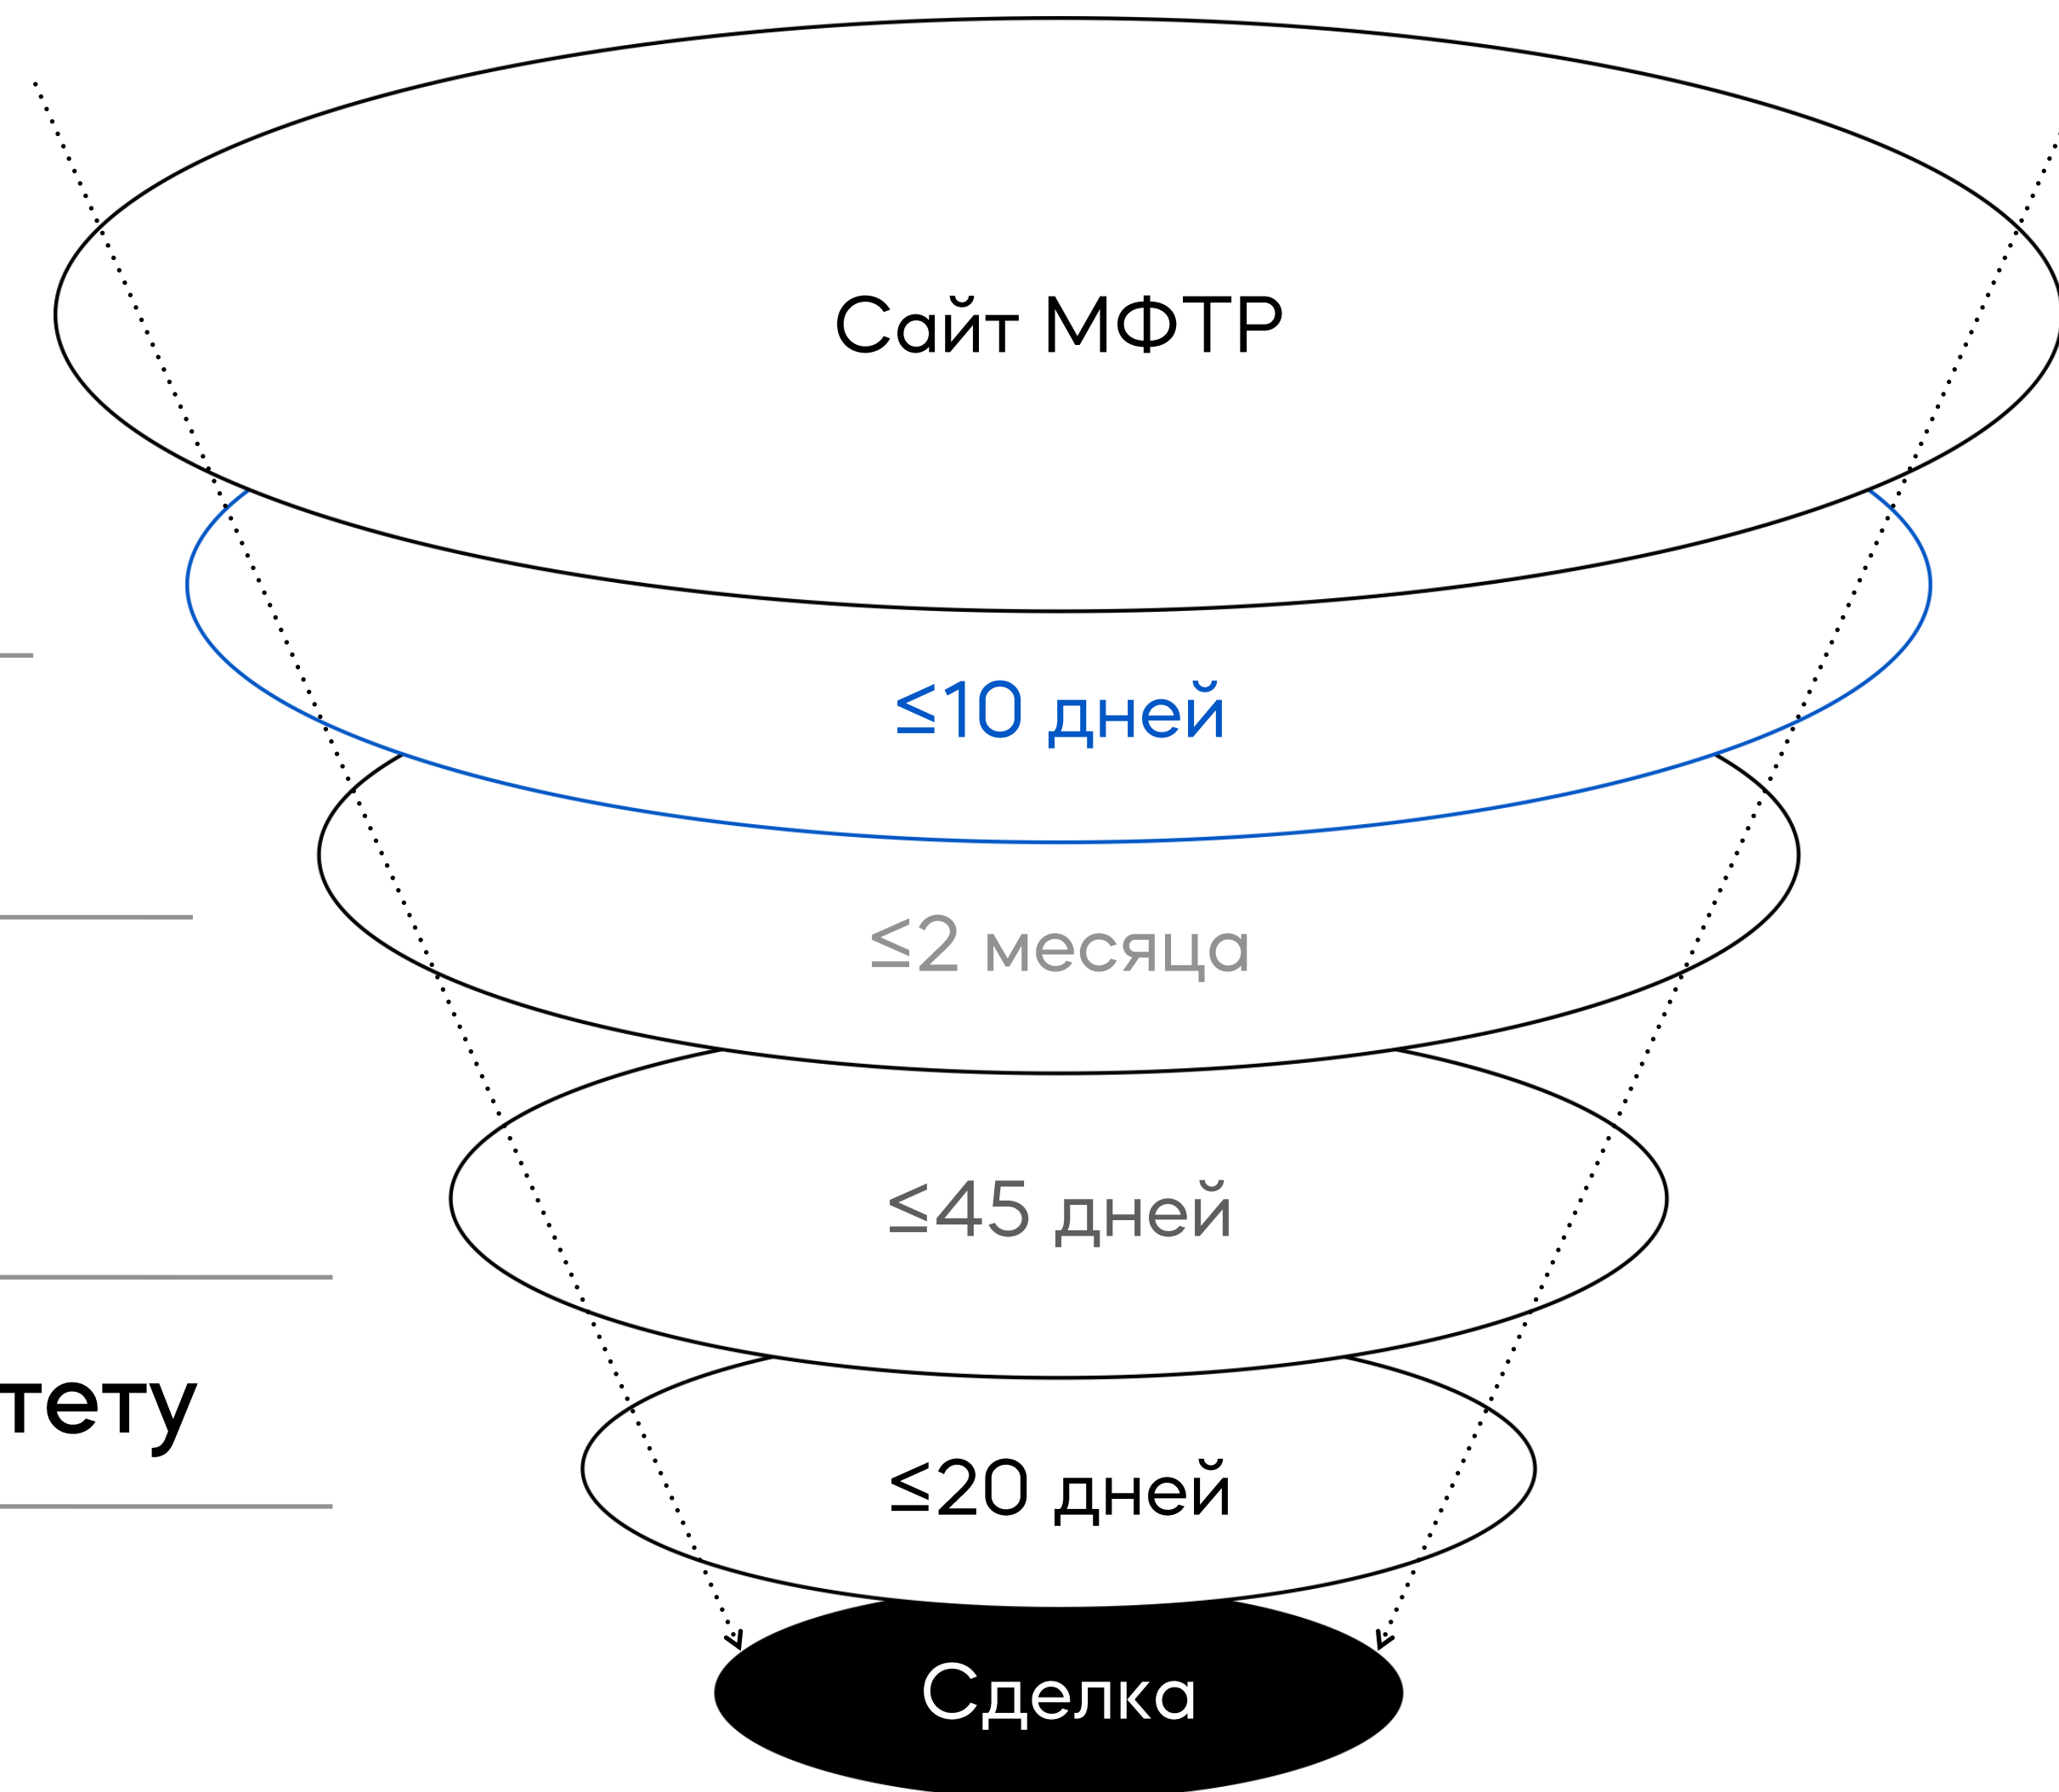 Сайт МФТР
≤10 дней
≤2 месяца
≤45 дней
тету
≤20 дней
Сделка